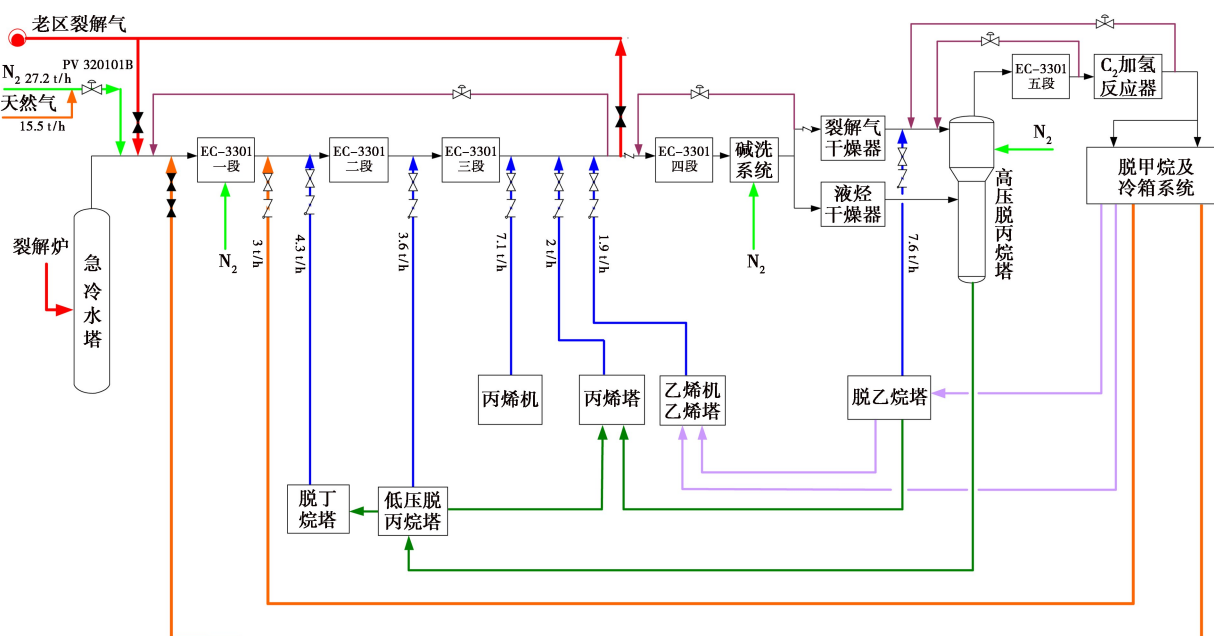 老区裂解气
N₂ 27.2 t/h
PV 320101B
天然气
15.5 t/h
EC-3301
一段
EC-3301
二段
EC-3301
三段
EC-3301
四段
碱洗
系统
裂解气
干燥器
液烃
干燥器
EC-3301
五段
C₂加氢
反应器
N₂
脱甲烷及
冷箱系统
高压脱丙烷塔
裂解炉
急冷水塔
N₂
3 t/h
4.3 t/h
3.6 t/h
7.1 t/h
2 t/h
1.9 t/h
N₂
7.6 t/h
丙烯机
丙烯塔
乙烯机
乙烯塔
脱乙烷塔
脱丁
烷塔
低压脱
丙烷塔